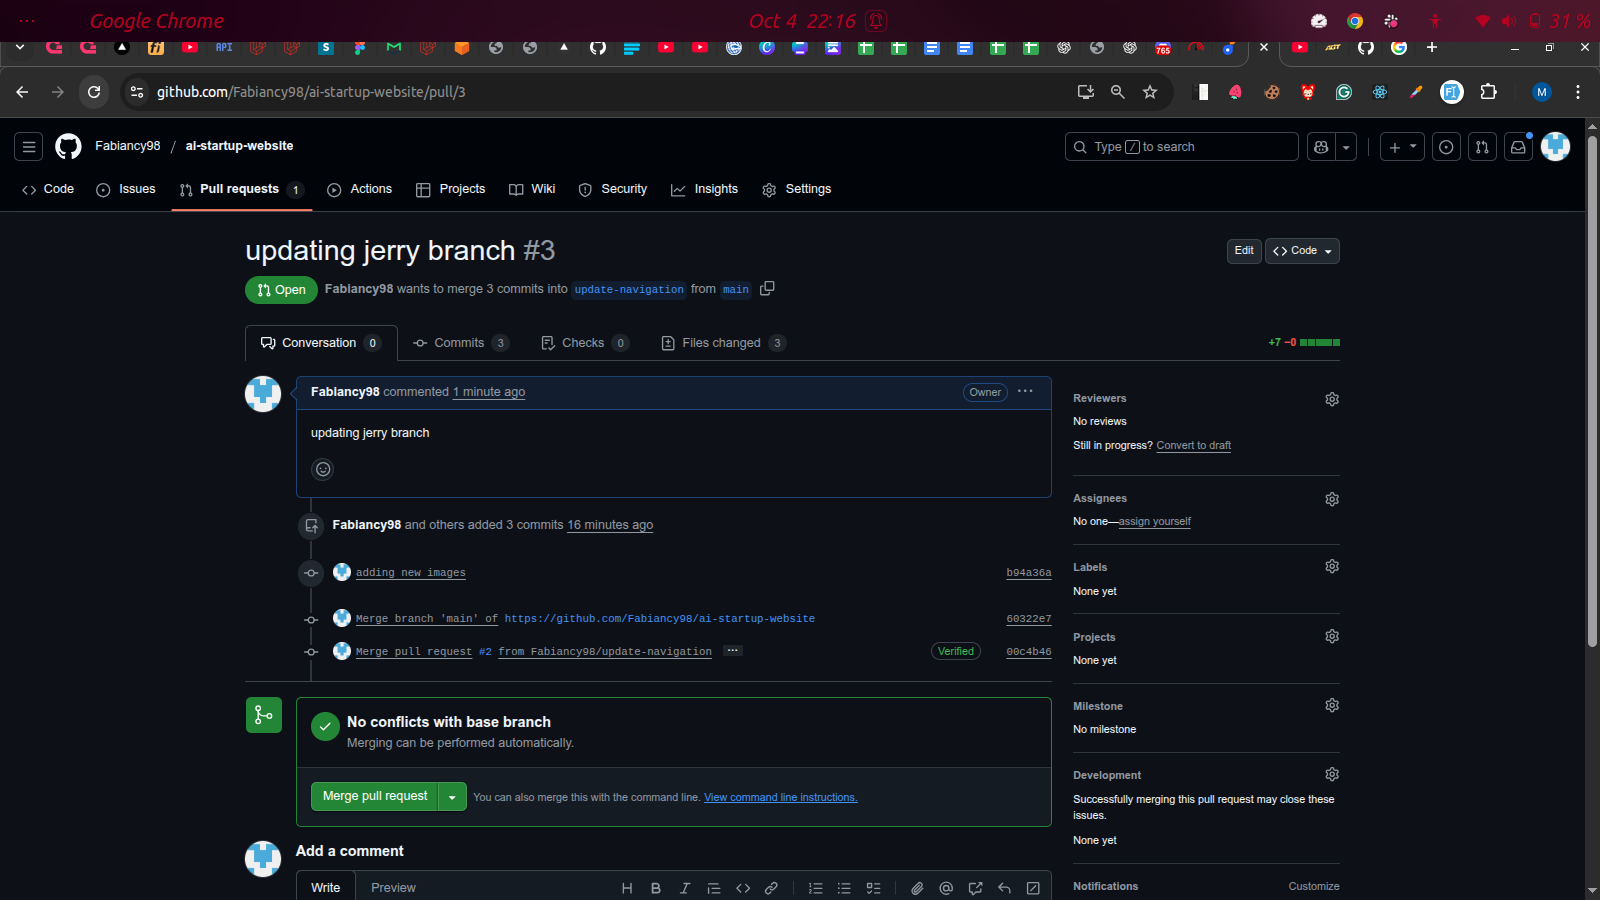 Google Chrome
Oct 4 22:16
31 %
API
765
github.com/Fabiancy98/ai-startup-website/pull/3
M
Fabiancy98 / ai-startup-website
Type / to search
Code
Issues
Pull requests 1
Actions
Projects
Wiki
Security
Insights
Settings
updating jerry branch #3
Edit
Code
Open
Fabiancy98 wants to merge 3 commits into update-navigation from main
Conversation 0
Commits 3
Checks 0
Files changed 3
+7 −0
Fabiancy98 commented 1 minute ago
Owner
updating jerry branch
Fabiancy98 and others added 3 commits 16 minutes ago
adding new images
b94a36a
Merge branch 'main' of https://github.com/Fabiancy98/ai-startup-website
60322e7
Merge pull request #2 from Fabiancy98/update-navigation
Verified
00c4b46
No conflicts with base branch
Merging can be performed automatically.
Merge pull request
You can also merge this with the command line. View command line instructions.
Add a comment
Write
Preview
Reviewers
No reviews
Still in progress? Convert to draft
Assignees
No one—assign yourself
Labels
None yet
Projects
None yet
Milestone
No milestone
Development
Successfully merging this pull request may close these
issues.
None yet
Notifications
Customize